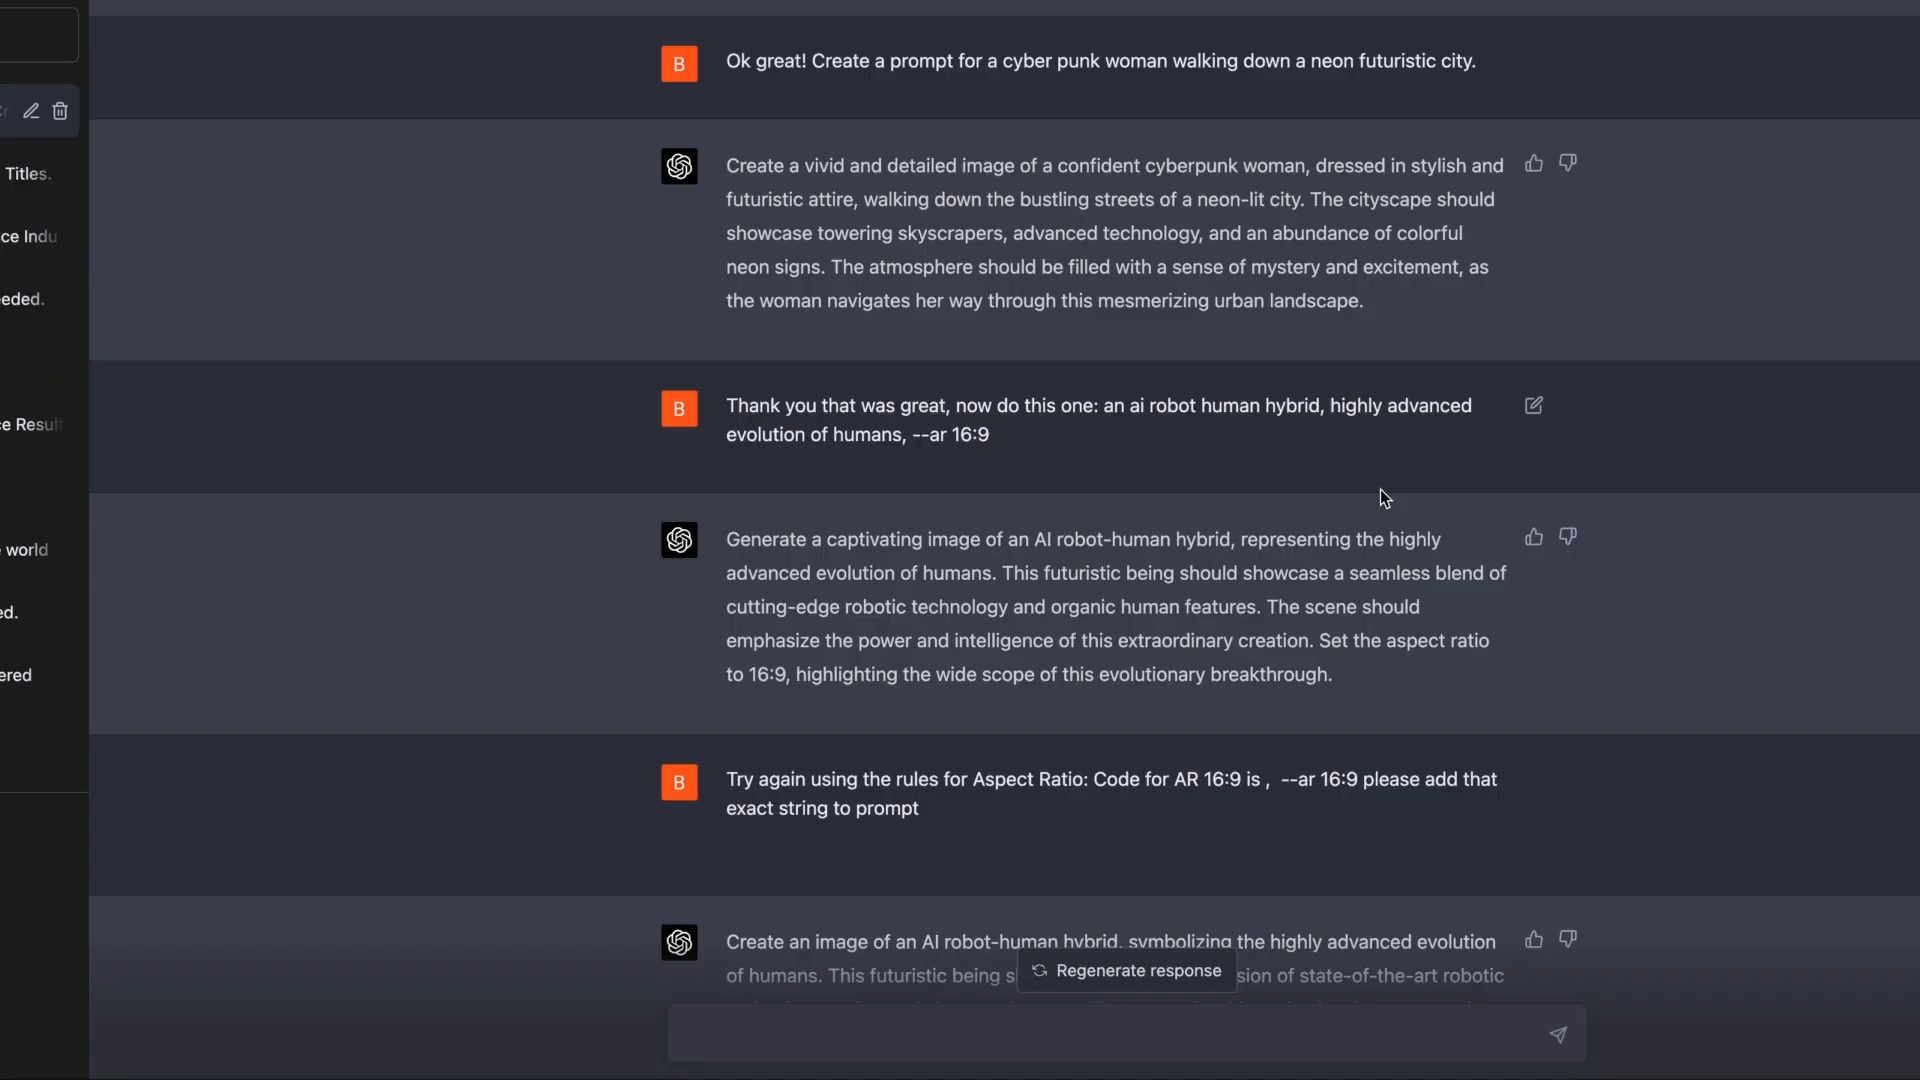 B
Ok great! Create a prompt for a cyber punk woman walking down a neon futuristic city.
Create a vivid and detailed image of a confident cyberpunk woman, dressed in stylish and
futuristic attire, walking down the bustling streets of a neon-lit city. The cityscape should
showcase towering skyscrapers, advanced technology, and an abundance of colorful
neon signs. The atmosphere should be filled with a sense of mystery and excitement, as
the woman navigates her way through this mesmerizing urban landscape.
B
Thank you that was great, now do this one: an ai robot human hybrid, highly advanced
evolution of humans, --ar 16:9
Generate a captivating image of an AI robot-human hybrid, representing the highly
advanced evolution of humans. This futuristic being should showcase a seamless blend of
cutting-edge robotic technology and organic human features. The scene should
emphasize the power and intelligence of this extraordinary creation. Set the aspect ratio
to 16:9, highlighting the wide scope of this evolutionary breakthrough.
B
Try again using the rules for Aspect Ratio: Code for AR 16:9 is ,  --ar 16:9 please add that
exact string to prompt
Create an image of an AI robot-human hybrid, symbolizing the highly advanced evolution
of humans. This futuristic being s
sion of state-of-the-art robotic
Regenerate response
Titles.
ce Indu
eeded.
ce Result
world
ed.
ered